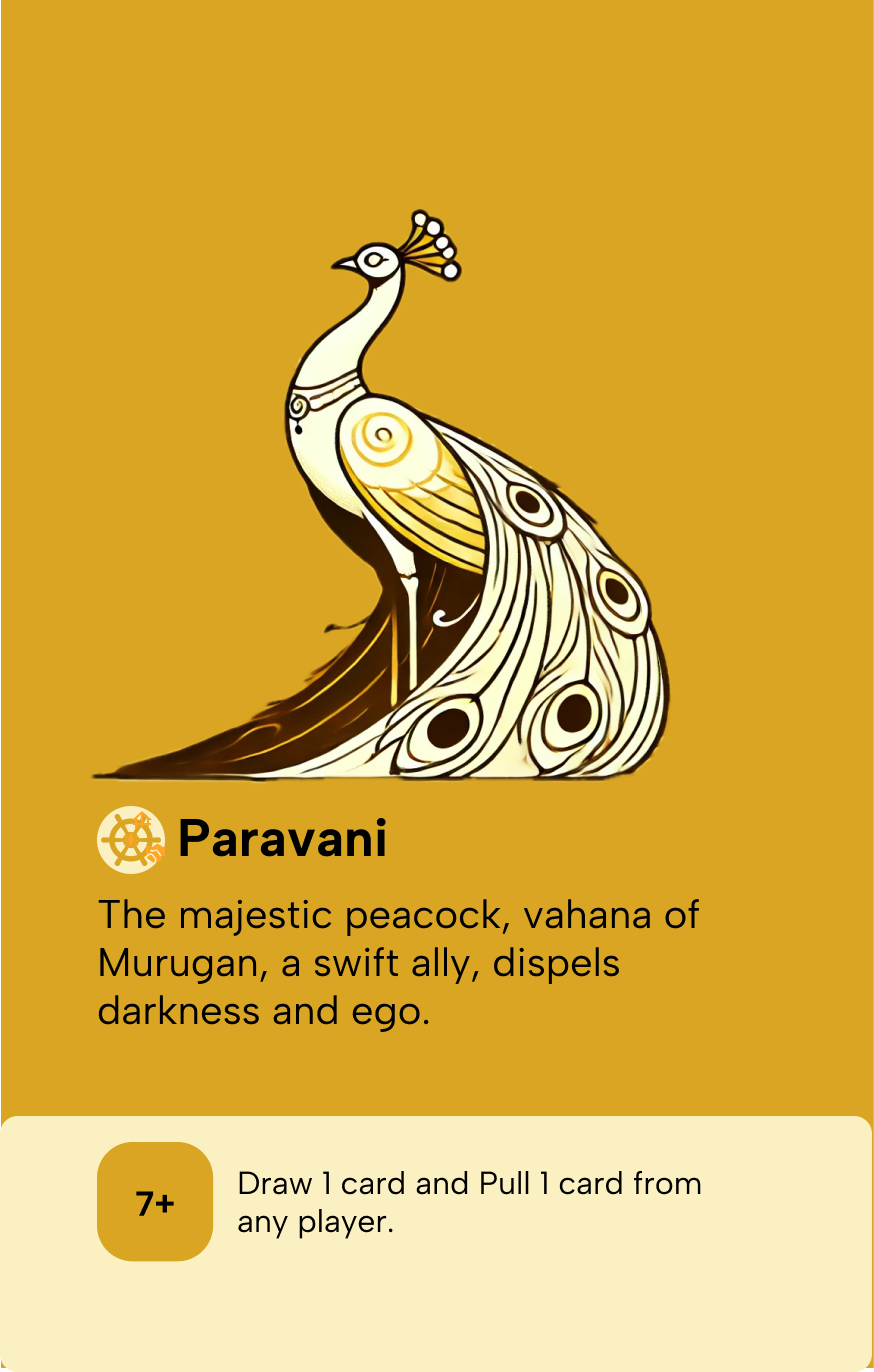 Paravani
The majestic peacock, vahana of
Murugan, a swift ally, dispels
darkness and ego.
7+
Draw 1 card and Pull 1 card from
any player.